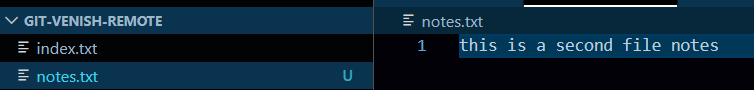 GIT-VENISH-REMOTE
index.txt
notes.txt U
notes.txt
1 this is a second file notes